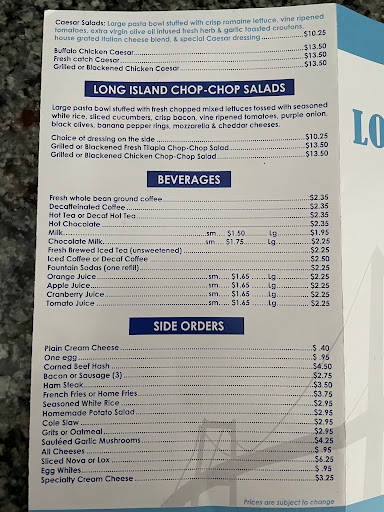 Caesar Salads: Large pasta bowl stuffed with crisp romaine lettuce, vine ripened
tomatoes, extra virgin olive oil infused fresh herb & garlic toasted croutons,
house grated Italian cheese blend, & special Caesar dressing ................ $10.25
Buffalo Chicken Caesar................ $13.50
Fresh catch Caesar................ $13.50
Grilled or Blackened Chicken Caesar................ $13.50
LONG ISLAND CHOP-CHOP SALADS
Large pasta bowl stuffed with fresh chopped mixed lettuces tossed with seasoned
white rice, sliced cucumbers, crisp bacon, vine ripened tomatoes, purple onion,
black olives, banana pepper rings, mozzarella & cheddar cheeses.
Choice of dressing on the side ................ $10.25
Grilled or Blackened Fresh Tilapia Chop-Chop Salad................ $13.50
Grilled or Blackened Chicken Chop-Chop Salad ................ $13.50
BEVERAGES
Fresh whole bean ground coffee................ $2.35
Decaffeinated Coffee................ $2.35
Hot Tea or Decaf Hot Tea ................ $2.35
Hot Chocolate ................ $2.35
Milk................ sm. .... $1.50 ........ Lg. ........ $1.95
Chocolate Milk................ sm. .... $1.75 ........ Lg. ........ $2.25
Fresh Brewed Iced Tea (unsweetened) ................ $2.25
Iced Coffee or Decaf Coffee ................ $2.50
Fountain Sodas (one refill)................ $2.25
Orange Juice ................ sm. .... $1.65 ........ Lg. ........ $2.25
Apple Juice................ sm. .... $1.65 ........ Lg. ........ $2.25
Cranberry Juice ................ sm. .... $1.65 ........ Lg. ........ $2.25
Tomato Juice ................ sm. .... $1.65 ........ Lg. ........ $2.25
SIDE ORDERS
Plain Cream Cheese ................ $ .40
One egg ................ $ .95
Corned Beef Hash ................ $4.50
Bacon or Sausage (3) ................ $2.75
Ham Steak ................ $3.50
French Fries or Home Fries................ $3.75
Seasoned White Rice ................ $2.95
Homemade Potato Salad................ $2.95
Cole Slaw ................ $2.95
Grits or Oatmeal................ $2.95
Sautéed Garlic Mushrooms ................ $4.25
All Cheeses ................ $ .95
Sliced Nova or Lox ................ $6.25
Egg Whites ................ $ .95
Specialty Cream Cheese ................ $3.25
Prices are subject to change
LO